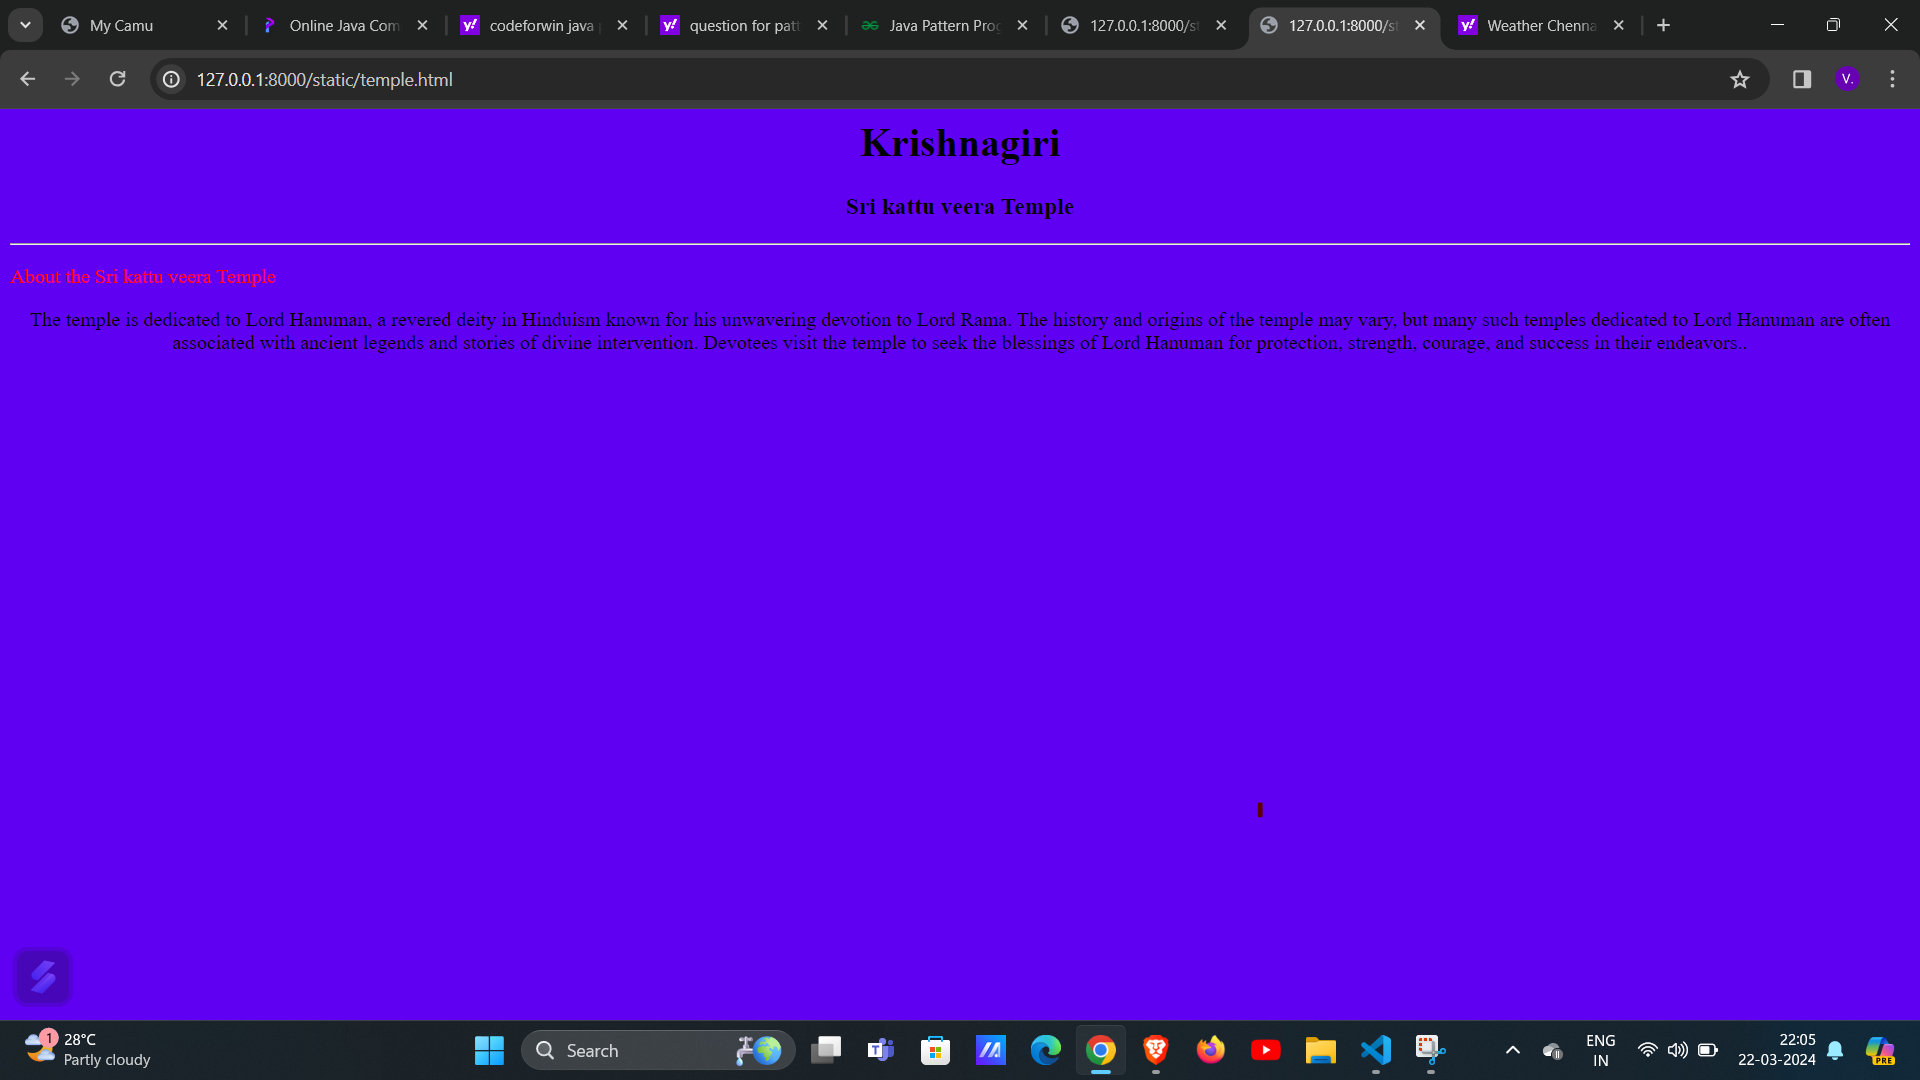 My Camu
Online Java Com
codeforwin java
question for patt
Java Pattern Prog
127.0.0.1:8000/st
127.0.0.1:8000/st
Weather Chenna
127.0.0.1:8000/static/temple.html
V.
Krishnagiri
Sri kattu veera Temple
About the Sri kattu veera Temple
The temple is dedicated to Lord Hanuman, a revered deity in Hinduism known for his unwavering devotion to Lord Rama. The history and origins of the temple may vary, but many such temples dedicated to Lord Hanuman are often
associated with ancient legends and stories of divine intervention. Devotees visit the temple to seek the blessings of Lord Hanuman for protection, strength, courage, and success in their endeavors..
1
28°C
Partly cloudy
Search
ENG
IN
22:05
22-03-2024
PRE